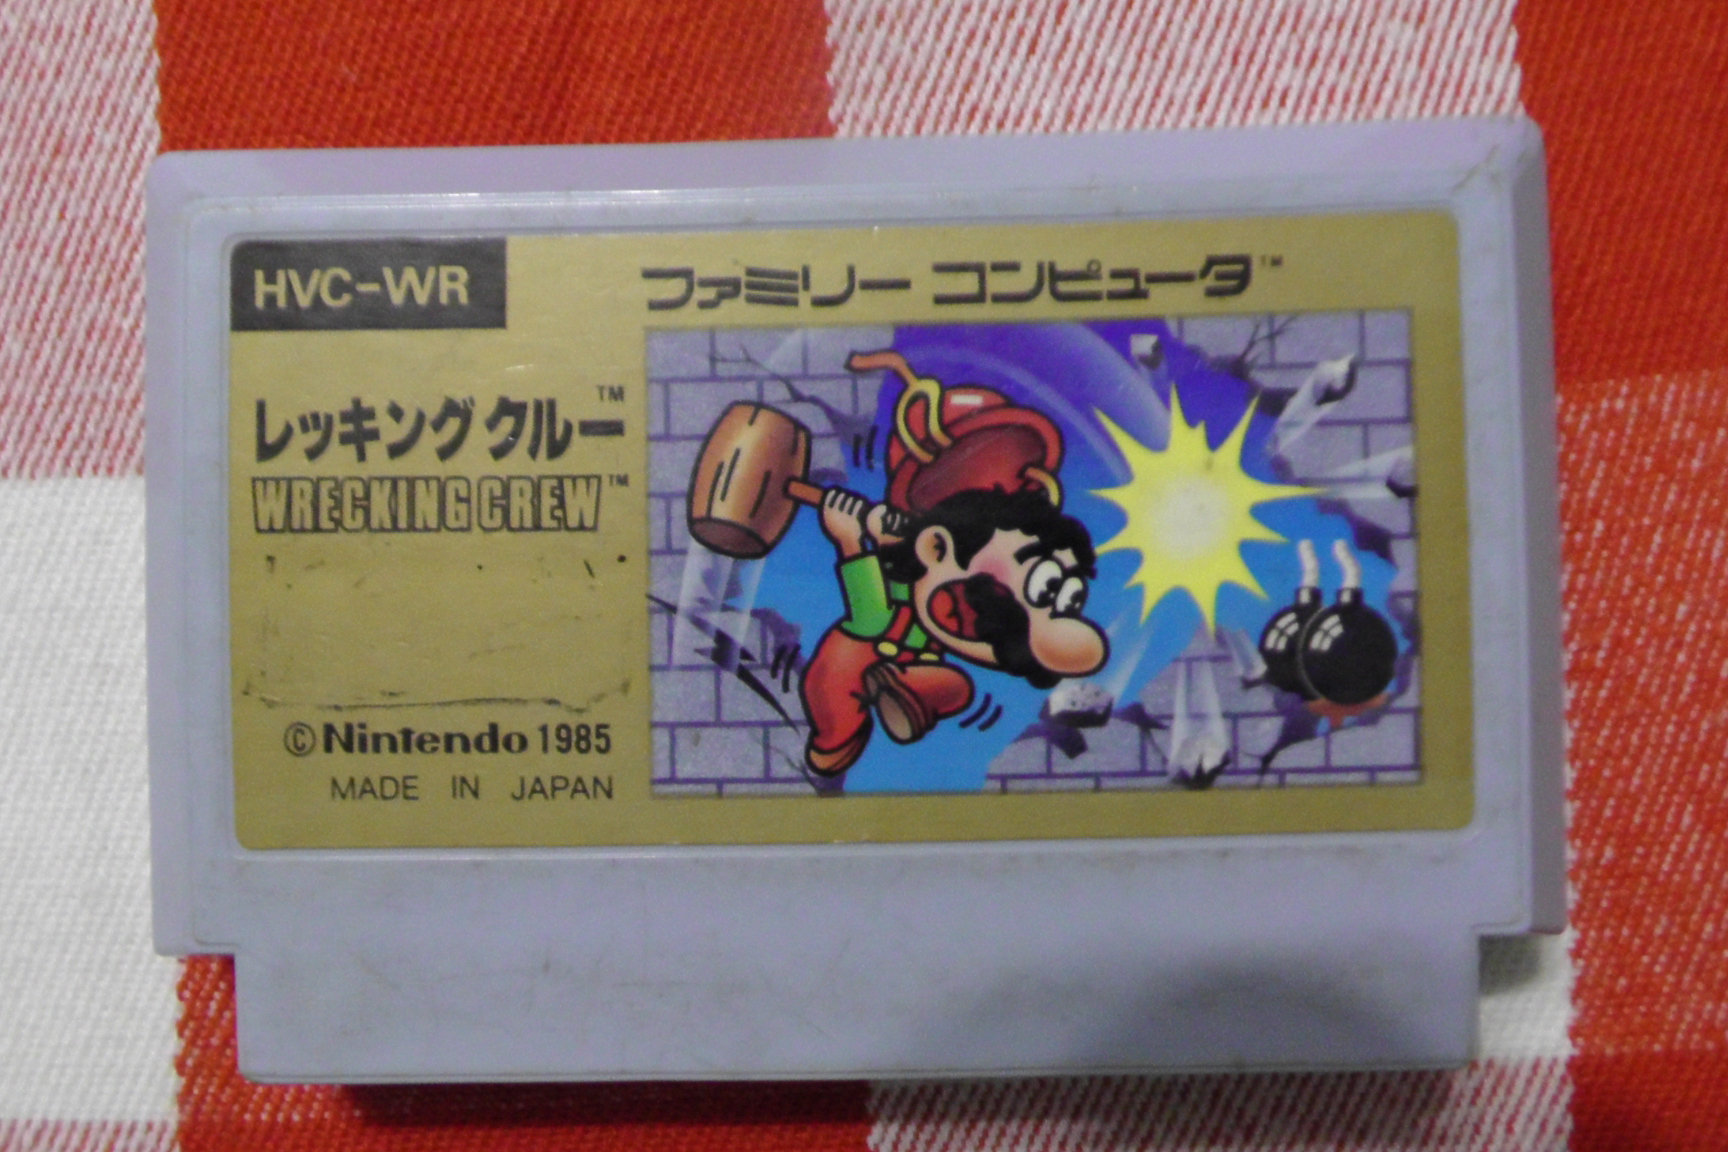 HVC-WR
ファミリー コンピュータ™
レッキング クルー™
WRECKING CREW™
©Nintendo 1985
MADE IN JAPAN